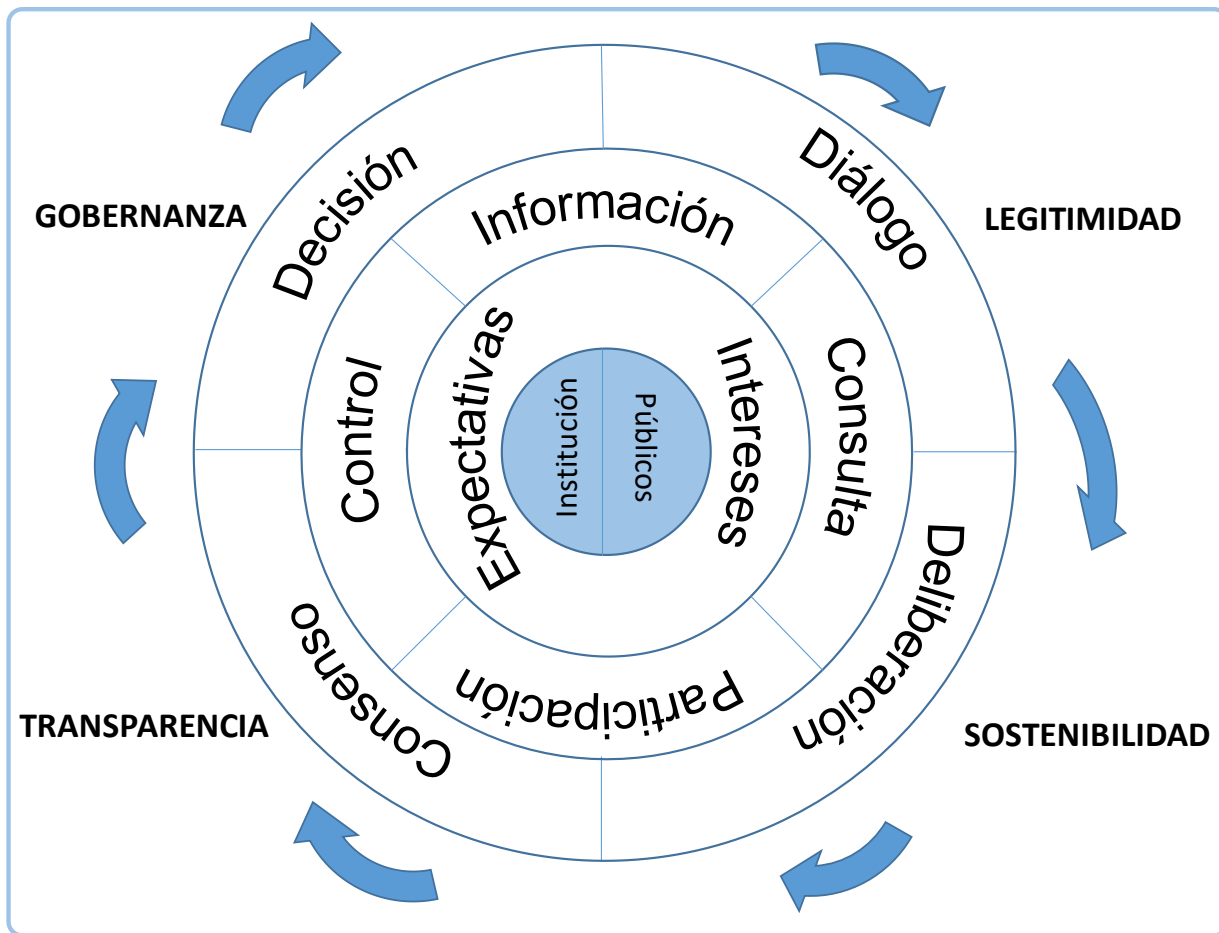 GOBERNANZA
LEGITIMIDAD
TRANSPARENCIA
SOSTENIBILIDAD
Decisión
Diálogo
Deliberación
Consenso
Información
Consulta
Participación
Control
Expectativas
Intereses
Institución
Públicos